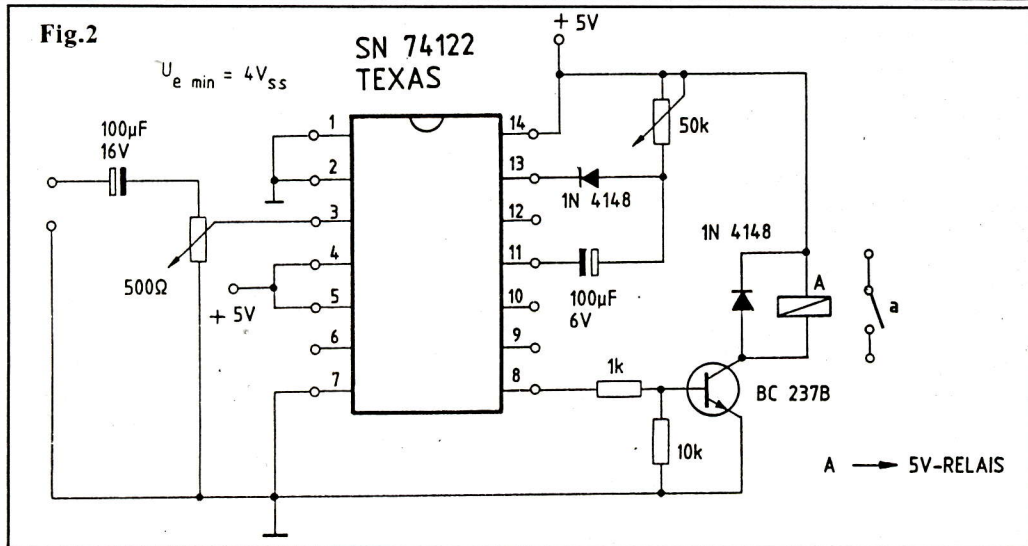 Fig.2
U e min = 4Vss
SN 74122
TEXAS
+ 5V
100µF
16V
500Ω
+ 5V
1
2
3
4
5
6
7
14
13
12
11
10
9
8
50k
1N 4148
100µF
6V
1N 4148
A
a
1k
10k
BC 237B
A → 5V-RELAIS